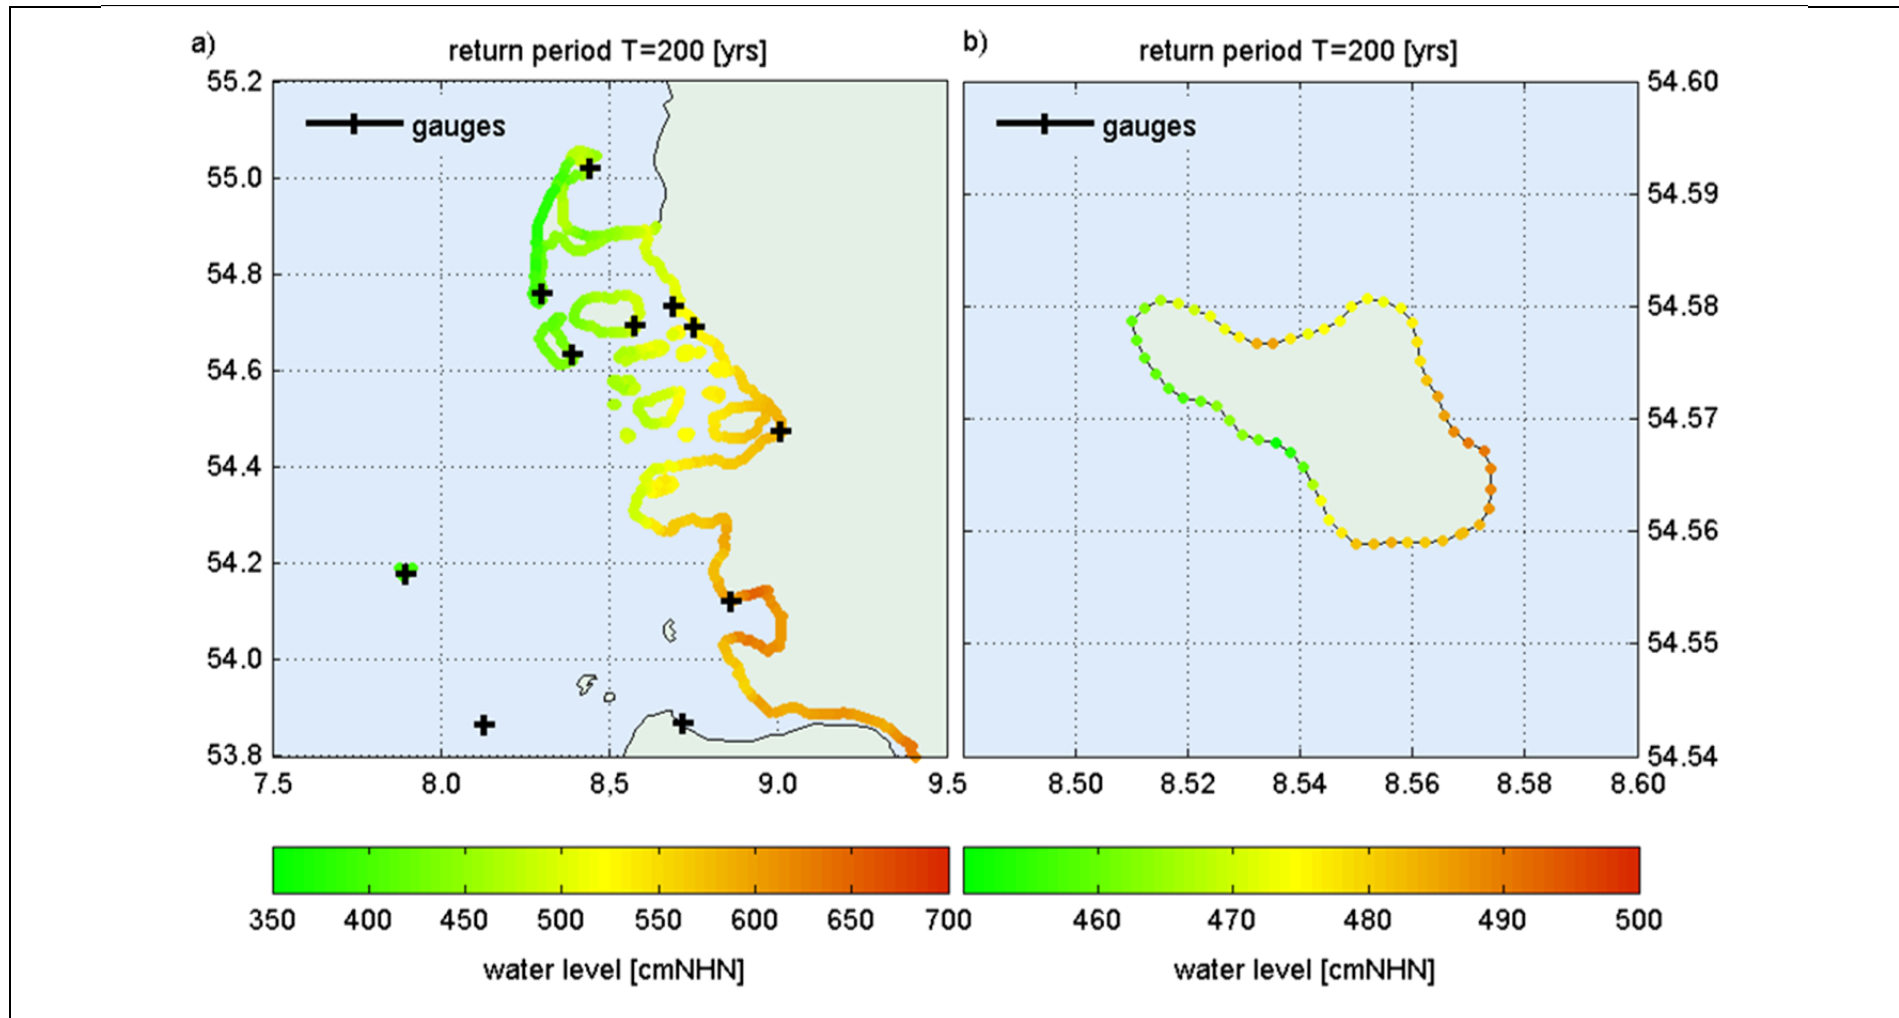 a)
return period T=200 [yrs]
b)
return period T=200 [yrs]
55.2
55.0
54.8
54.6
54.4
54.2
54.0
53.8
gauges
gauges
54.60
54.59
54.58
54.57
54.56
54.55
54.54
7.5 8.0 8,5 9.0 9.5
8.50 8.52 8.54 8.56 8.58 8.60
350 400 450 500 550 600 650 700
460 470 480 490 500
water level [cmNHN]
water level [cmNHN]